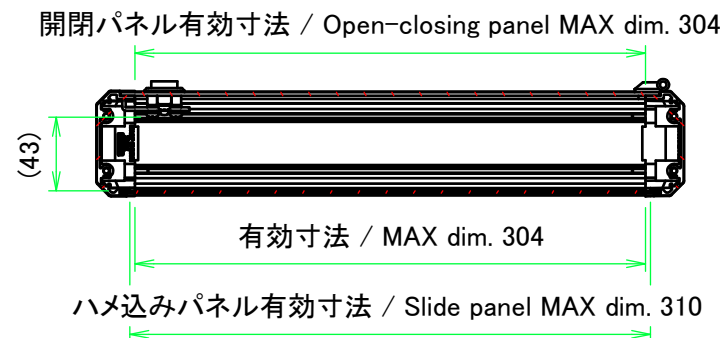 開閉パネル有効寸法 / Open-closing panel MAX dim. 304
(43)
有効寸法 / MAX dim. 304
ハメ込みパネル有効寸法 / Slide panel MAX dim. 310